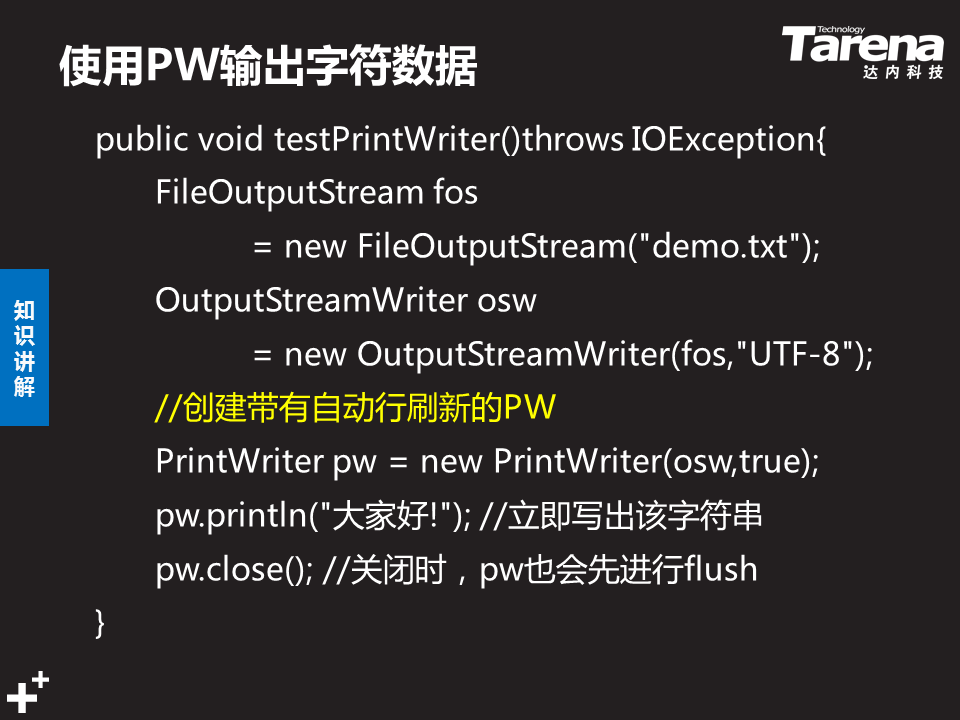 使用PW输出字符数据
Technology
Tarena
达内科技
public void testPrintWriter()throws IOException{
FileOutputStream fos
= new FileOutputStream("demo.txt");
OutputStreamWriter osw
= new OutputStreamWriter(fos,"UTF-8");
//创建带有自动行刷新的PW
PrintWriter pw = new PrintWriter(osw,true);
pw.println("大家好!"); //立即写出该字符串
pw.close(); //关闭时，pw也会先进行flush
}
知识讲解